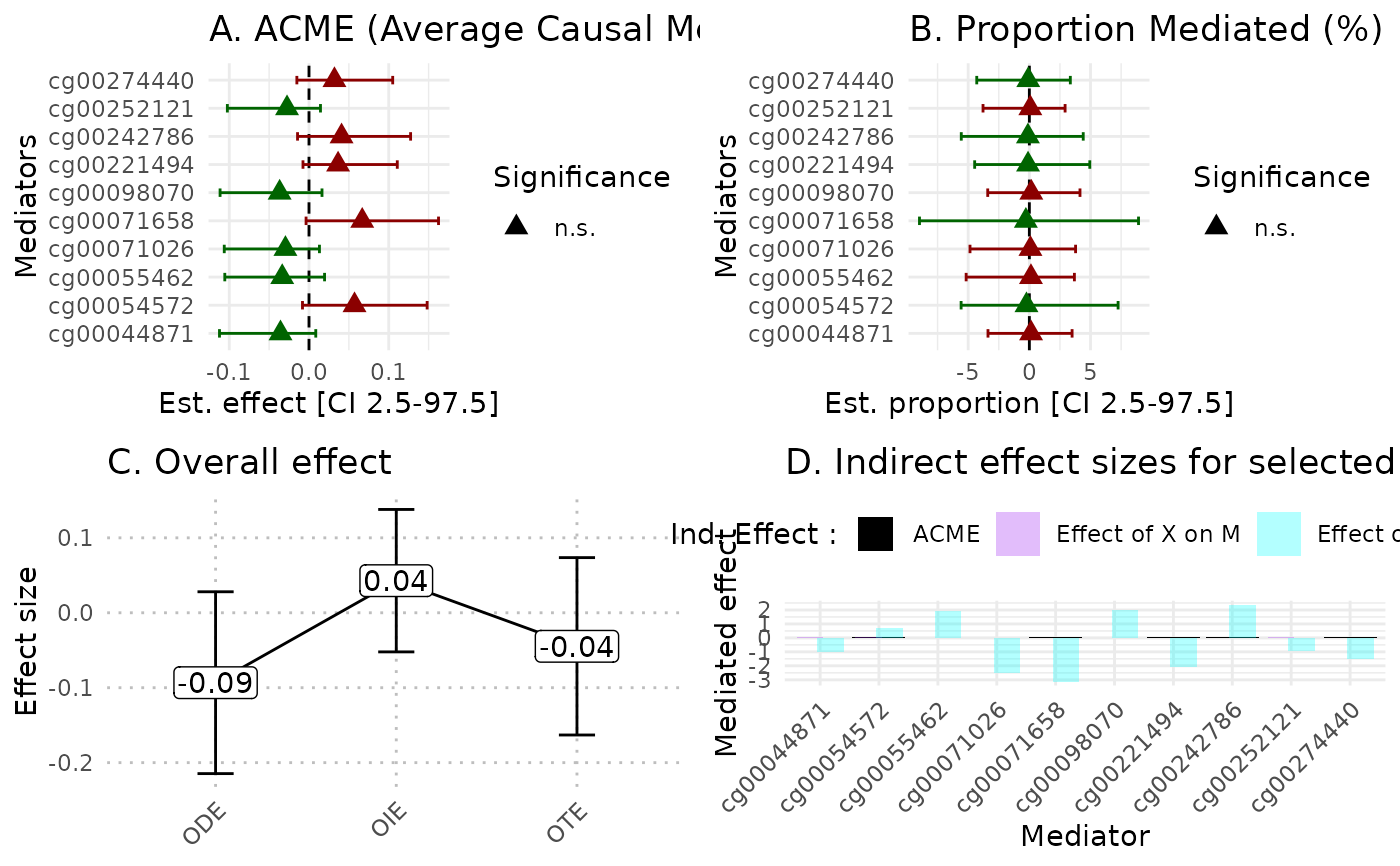 A. ACME (Average Causal Me
Mediators
cg00274440
cg00252121
cg00242786
cg00221494
cg00098070
cg00071658
cg00071026
cg00055462
cg00054572
cg00044871
-0.1 0.0 0.1
Est. effect [CI 2.5-97.5]
Significance
n.s.
B. Proportion Mediated (%)
Mediators
cg00274440
cg00252121
cg00242786
cg00221494
cg00098070
cg00071658
cg00071026
cg00055462
cg00054572
cg00044871
-5 0 5
Est. proportion [CI 2.5-97.5]
Significance
n.s.
C. Overall effect
Effect size
0.1
0.0
-0.1
-0.2
-0.09
0.04
-0.04
ODE
OIE
OTE
D. Indirect effect sizes for selected
Ind. Effect : ACME Effect of X on M Effect o
Mediated effect
2
1
0
-1
-2
-3
cg00044871
cg00054572
cg00055462
cg00071026
cg00071658
cg00098070
cg00221494
cg00242786
cg00252121
cg00274440
Mediator